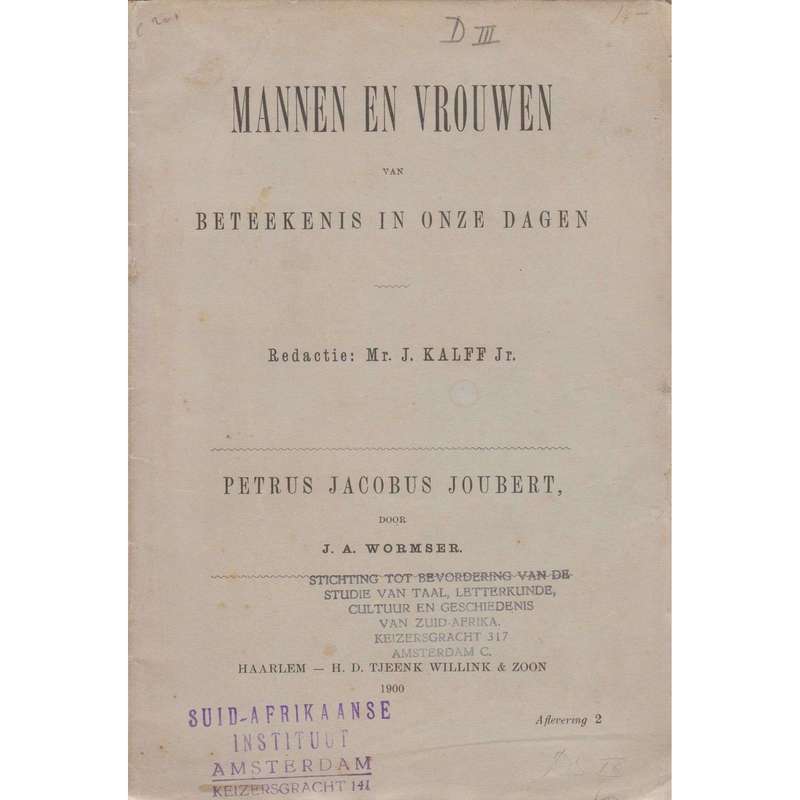 D III
MANNEN EN VROUWEN
VAN
BETEEKENIS IN ONZE DAGEN
Redactie: Mr. J. KALFF Jr.
PETRUS JACOBUS JOUBERT,
DOOR
J. A. WORMSER.
STICHTING TOT BEVORDERING VAN DE
STUDIE VAN TAAL, LETTERKUNDE,
CULTUUR EN GESCHIEDENIS
VAN ZUID-AFRIKA.
KEIZERSGRACHT 317
AMSTERDAM C.
HAARLEM — H. D. TJEENK WILLINK & ZOON
1900
Aflevering 2
SUID-AFRIKAANSE
INSTITUUT
AMSTERDAM
KEIZERSGRACHT 141